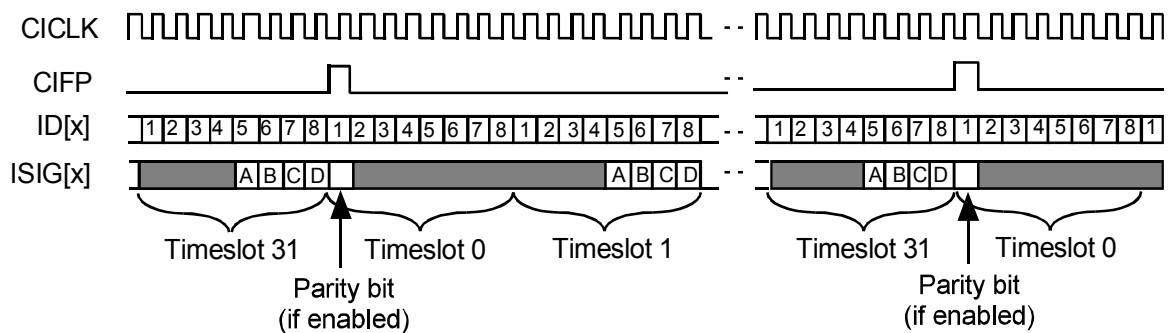 CICLK
CIFP
ID[x] 1 2 3 4 5 6 7 8 1 2 3 4 5 6 7 8 1 2 3 4 5 6 7 8 1 2 3 4 5 6 7 8 1 2 3 4 5 6 7 8 1
ISIG[x] A B C D A B C D A B C D
Timeslot 31 Timeslot 0 Timeslot 1 Timeslot 31 Timeslot 0
Parity bit Parity bit
(if enabled) (if enabled)